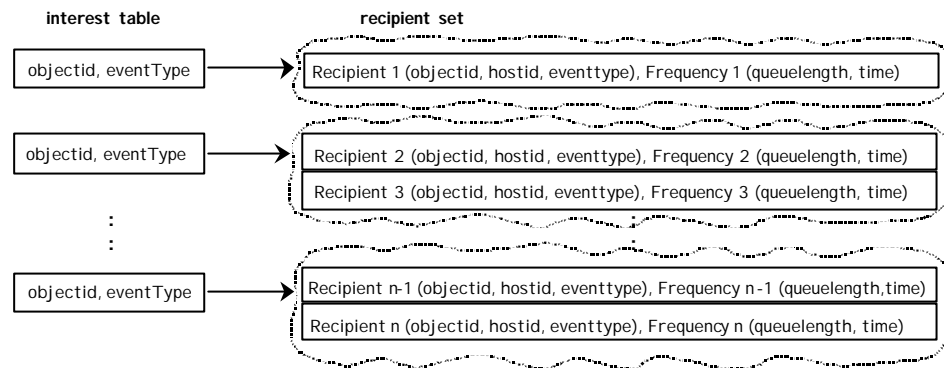 interest table recipient set
objectid, eventType
Recipient 1 (objectid, hostid, eventtype), Frequency 1 (queuelength, time)
objectid, eventType
Recipient 2 (objectid, hostid, eventtype), Frequency 2 (queuelength, time)
Recipient 3 (objectid, hostid, eventtype), Frequency 3 (queuelength, time)
: :
: :
objectid, eventType
Recipient n-1 (objectid, hostid, eventtype), Frequency n-1 (queuelength,time)
Recipient n (objectid, hostid, eventtype), Frequency n (queuelength, time)